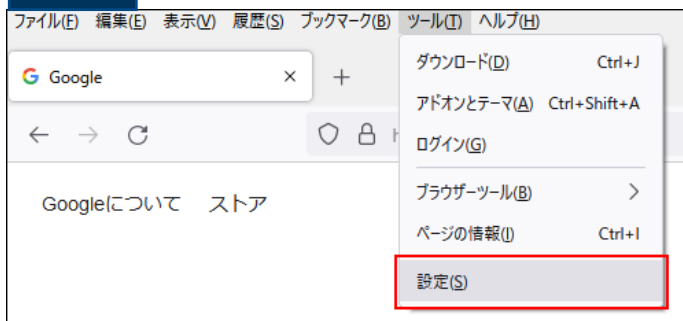 ファイル(F) 編集(E) 表示(V) 履歴(S) ブックマーク(B) ツール(T) ヘルプ(H)
Google
ダウンロード(D) Ctrl+J
アドオンとテーマ(A) Ctrl+Shift+A
ログイン(G)
Googleについて ストア
ブラウザーツール(B)
ページの情報(I) Ctrl+I
設定(S)